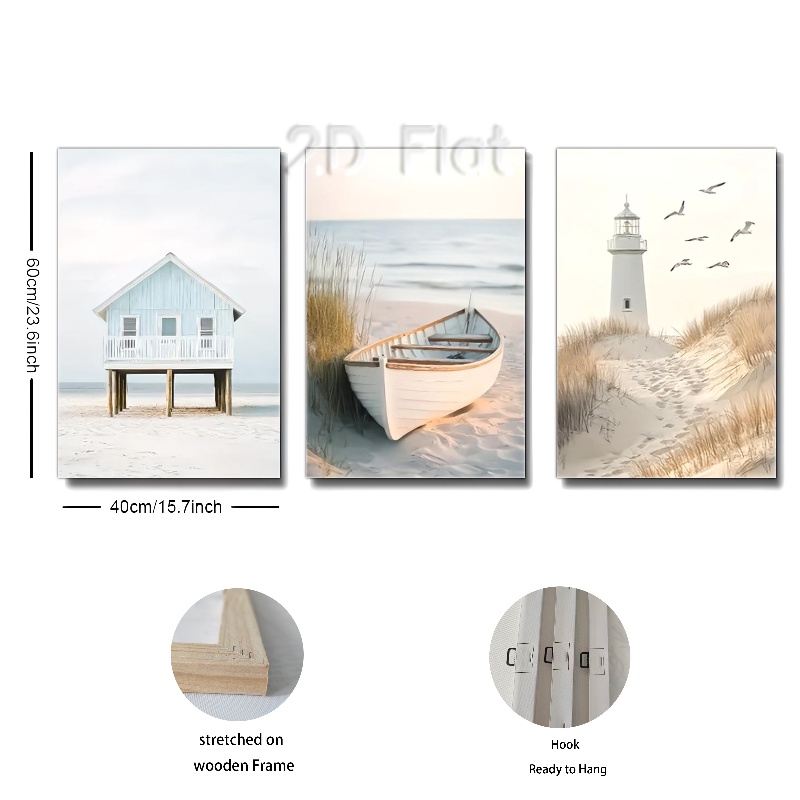 2D Flat
60cm/23.6inch
40cm/15.7inch
stretched on
wooden Frame
Hook
Ready to Hang